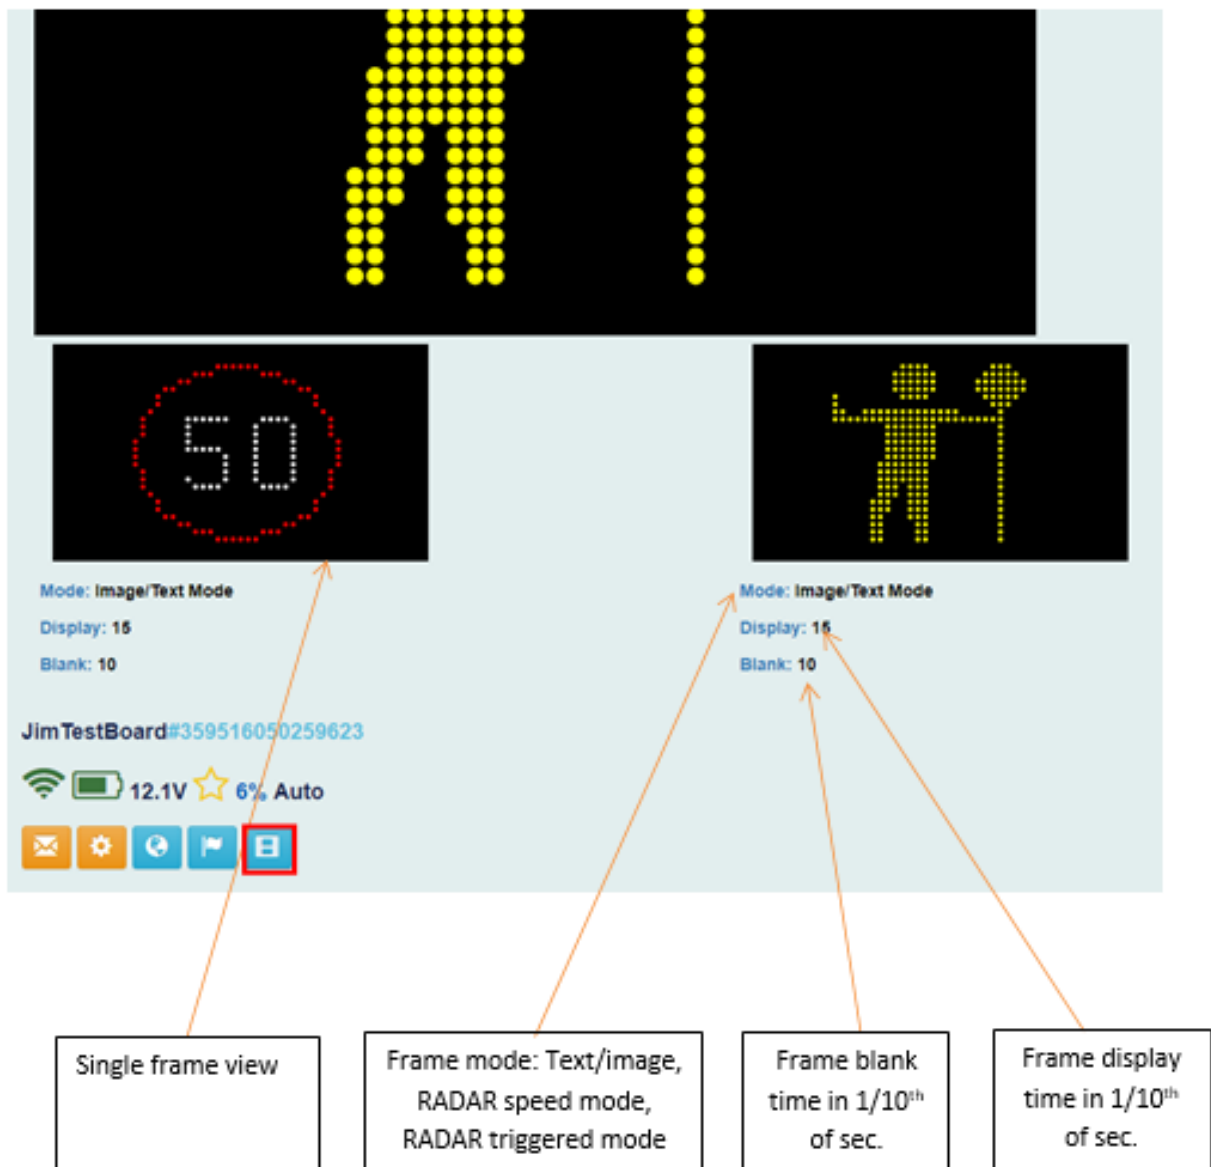 50
Mode: Image/Text Mode
Display: 15
Blank: 10
Mode: Image/Text Mode
Display: 15
Blank: 10
JimTestBoard#359516050259623
12.1V 6% Auto
Single frame view
Frame mode: Text/image,
RADAR speed mode,
RADAR triggered mode
Frame blank
time in 1/10th
of sec.
Frame display
time in 1/10th
of sec.